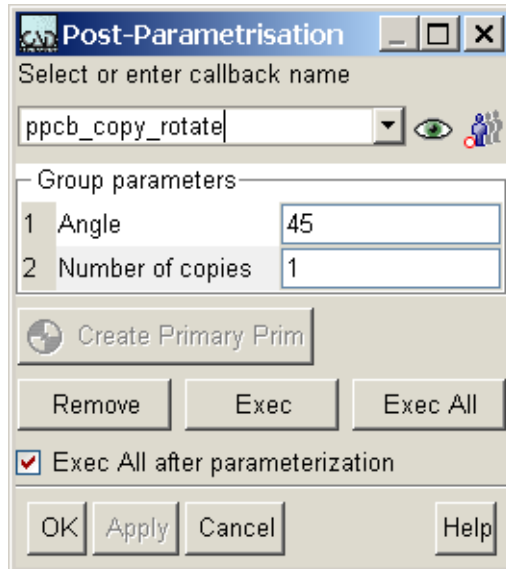 CAD Post-Parametrisation
Select or enter callback name
ppcb_copy_rotate
Group parameters
1 Angle 45
2 Number of copies 1
Create Primary Prim
Remove Exec Exec All
Exec All after parameterization
OK Apply Cancel Help